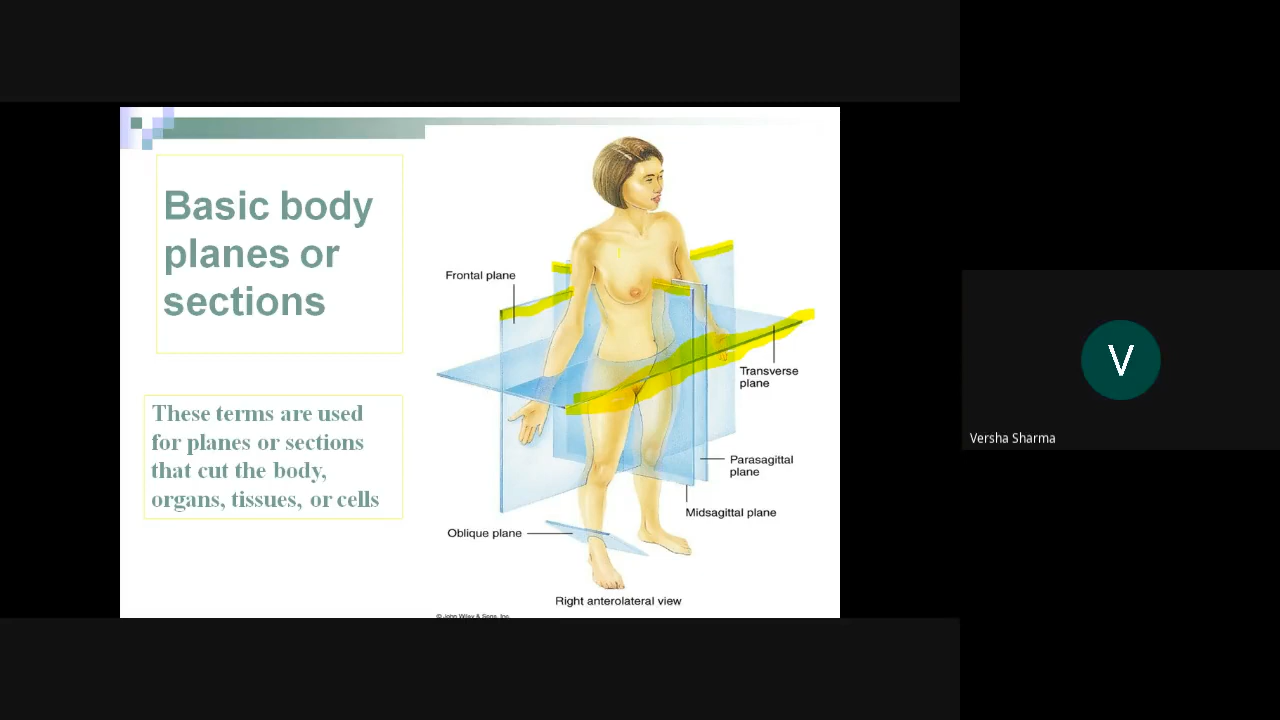 Basic body
planes or
sections
These terms are used
for planes or sections
that cut the body,
organs, tissues, or cells
Frontal plane
Transverse
plane
Parasagittal
plane
Midsagittal plane
Oblique plane
Right anterolateral view
© John Wiley & Sons, Inc.
V
Versha Sharma